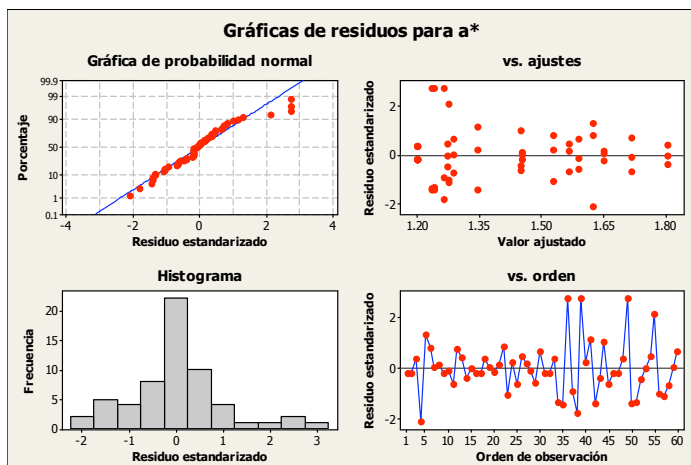 Gráficas de residuos para a*
Gráfica de probabilidad normal
99.9
99
90
50
10
1
0.1
Porcentaje
-4 -2 0 2 4
Residuo estandarizado
vs. ajustes
2
0
-2
Residuo estandarizado
1.20 1.35 1.50 1.65 1.80
Valor ajustado
Histograma
20
15
10
5
0
Frecuencia
-2 -1 0 1 2 3
Residuo estandarizado
vs. orden
2
0
-2
Residuo estandarizado
1 5 10 15 20 25 30 35 40 45 50 55 60
Orden de observación